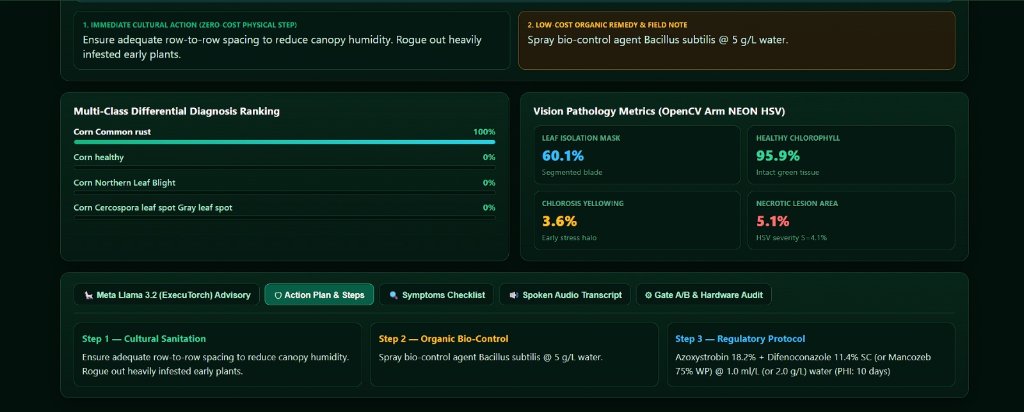 1. IMMEDIATE CULTURAL ACTION (ZERO-COST PHYSICAL STEP)
Ensure adequate row-to-row spacing to reduce canopy humidity. Rogue out heavily
infested early plants.
2. LOW-COST ORGANIC REMEDY & FIELD NOTE
Spray bio-control agent Bacillus subtilis @ 5 g/L water.
Multi-Class Differential Diagnosis Ranking
Corn Common rust 100%
Corn healthy 0%
Corn Northern Leaf Blight 0%
Corn Cercospora leaf spot Gray leaf spot 0%
Vision Pathology Metrics (OpenCV Arm NEON HSV)
LEAF ISOLATION MASK
60.1%
Segmented blade
HEALTHY CHLOROPHYLL
95.9%
Intact green tissue
CHLOROSIS YELLOWING
3.6%
Early stress halo
NECROTIC LESION AREA
5.1%
HSV severity S=4.1%
Meta Llama 3.2 (ExecuTorch) Advisory
Action Plan & Steps
Symptoms Checklist
Spoken Audio Transcript
Gate A/B & Hardware Audit
Step 1 — Cultural Sanitation
Ensure adequate row-to-row spacing to reduce canopy humidity.
Rogue out heavily infested early plants.
Step 2 — Organic Bio-Control
Spray bio-control agent Bacillus subtilis @ 5 g/L water.
Step 3 — Regulatory Protocol
Azoxystrobin 18.2% + Difenoconazole 11.4% SC (or Mancozeb
75% WP) @ 1.0 ml/L (or 2.0 g/L) water (PHI: 10 days)